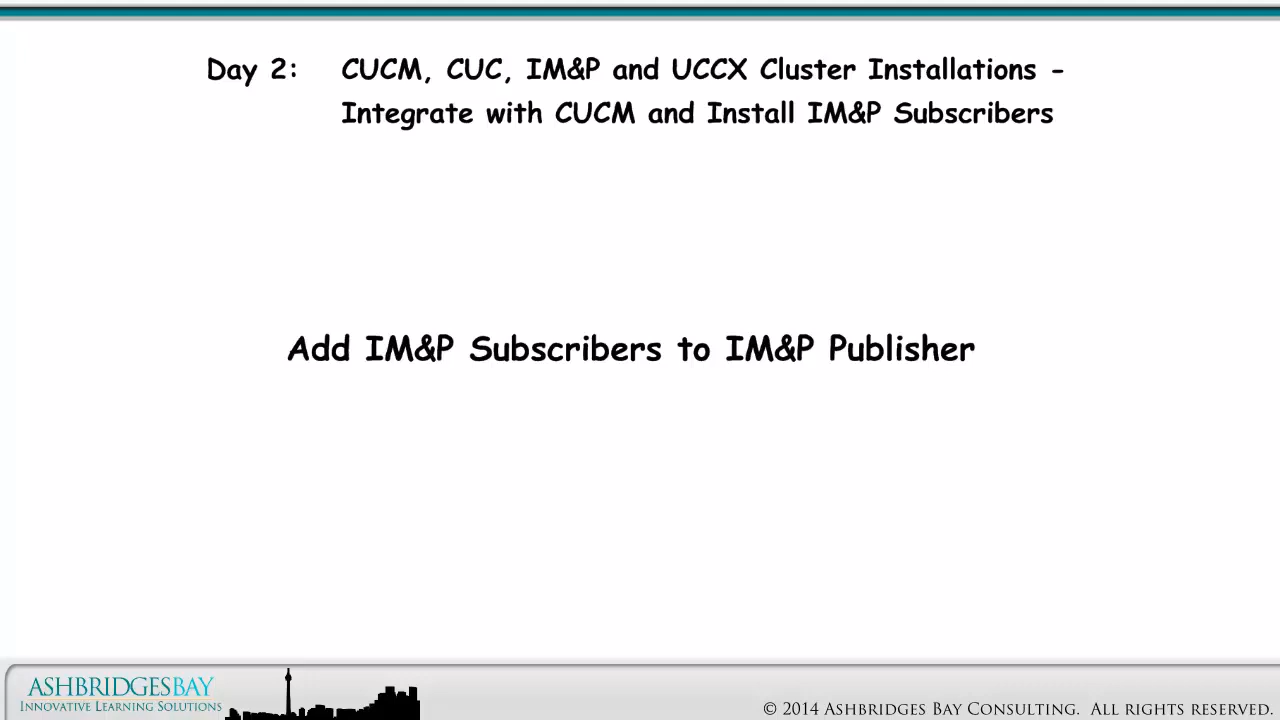 Day 2: CUCM, CUC, IM&P and UCCX Cluster Installations -
Integrate with CUCM and Install IM&P Subscribers
Add IM&P Subscribers to IM&P Publisher
ASHBRIDGESBAY
INNOVATIVE LEARNING SOLUTIONS
© 2014 ASHBRIDGES BAY CONSULTING. ALL RIGHTS RESERVED.